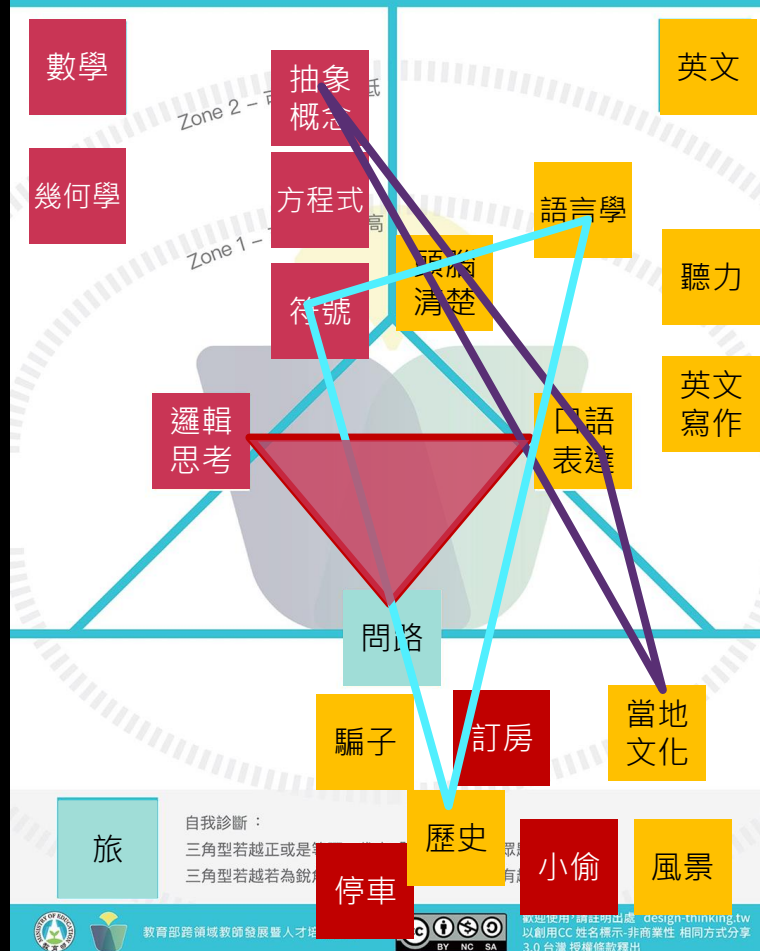 數學
抽象
概念
英文
Zone 2 –
低
幾何學
方程式
語言學
Zone 1 –
高
頭腦
清楚
聽力
符號
邏輯
思考
口語
表達
英文
寫作
問路
騙子
訂房
當地
文化
旅
自我診斷：
三角型若越正或是
三角型若越若為銳
歷史
停車
小偷
風景
教育部跨領域教師發展暨人才培
cc
BY NC SA
歡迎使用，請註明出處 design-thinking.tw
以創用CC 姓名標示-非商業性 相同方式分享
3.0 台灣 授權條款釋出